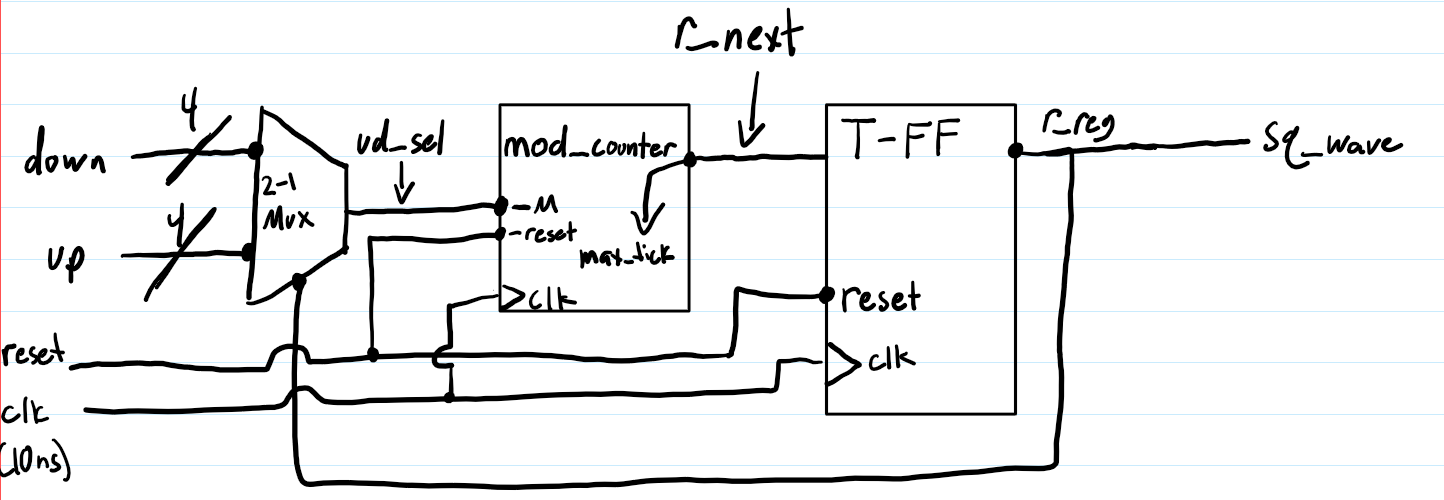 r_next
4
down
ud_sel
mod_counter
T-FF
r_reg
sq_wave
2-1
Mux
-M
-reset
max_tick
4
up
clk
reset
reset
clk
clk
(10ns)